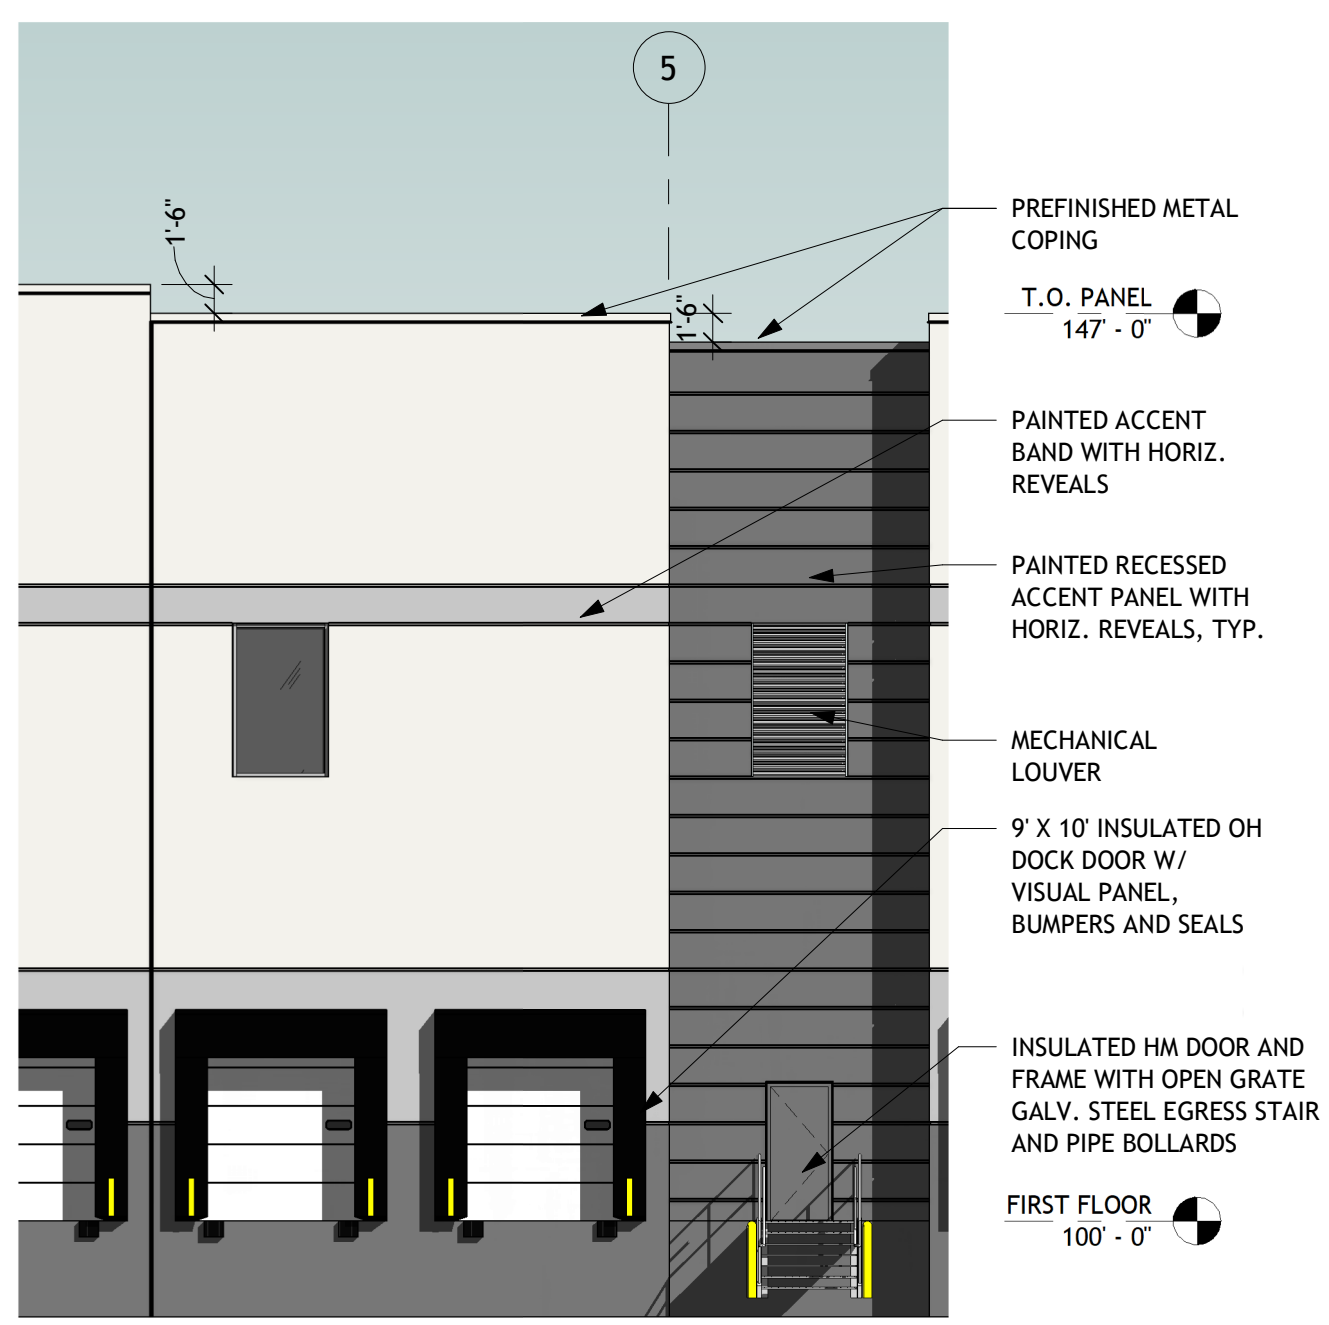 5
1'-6"
1'-6"
PREFINISHED METAL
COPING
T.O. PANEL
147' - 0"
PAINTED ACCENT
BAND WITH HORIZ.
REVEALS
PAINTED RECESSED
ACCENT PANEL WITH
HORIZ. REVEALS, TYP.
MECHANICAL
LOUVER
9' X 10' INSULATED OH
DOCK DOOR W/
VISUAL PANEL,
BUMPERS AND SEALS
INSULATED HM DOOR AND
FRAME WITH OPEN GRATE
GALV. STEEL EGRESS STAIR
AND PIPE BOLLARDS
FIRST FLOOR
100' - 0"